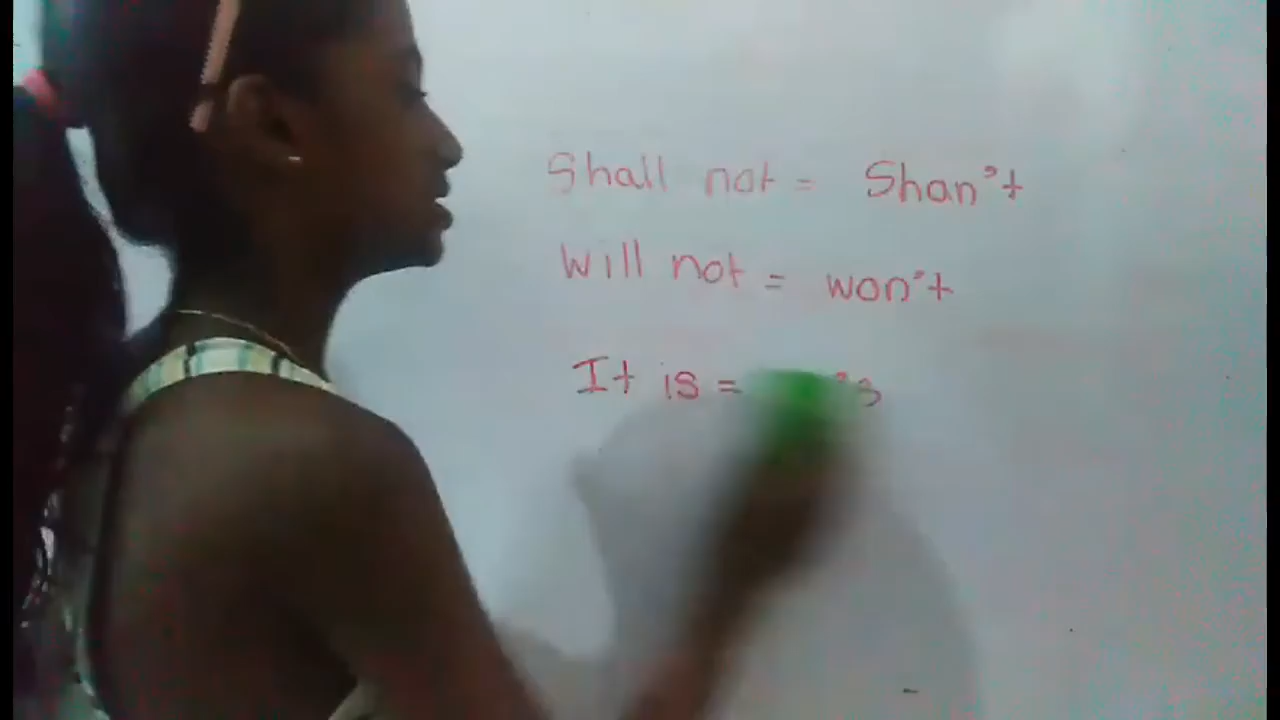 Shall not = Shan't
Will not = won't
It is =